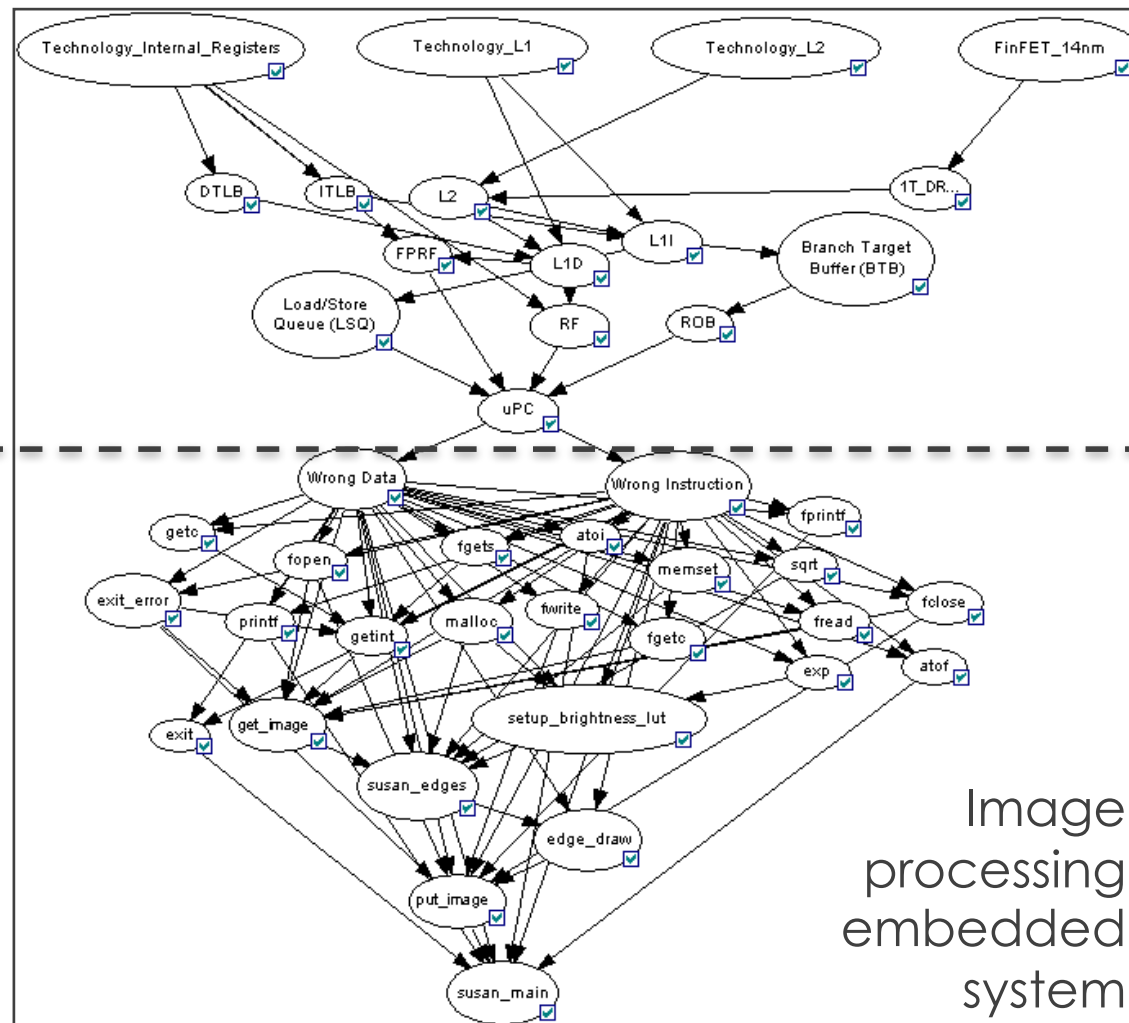 Technology_Internal_Registers
Technology_L1
Technology_L2
FinFET_14nm
DTLB
ITLB
L2
1T_DR...
FPRF
L1D
L1I
Branch Target
Buffer (BTB)
Load/Store
Queue (LSQ)
RF
ROB
uPC
Wrong Data
Wrong Instruction
getc
fopen
fgets
atoi
memset
sqrt
fprintf
exit_error
printf
getint
malloc
fwrite
fgetc
fread
fclose
exp
atof
exit
get_image
setup_brightness_lut
susan_edges
edge_draw
put_image
susan_main
Image
processing
embedded
system